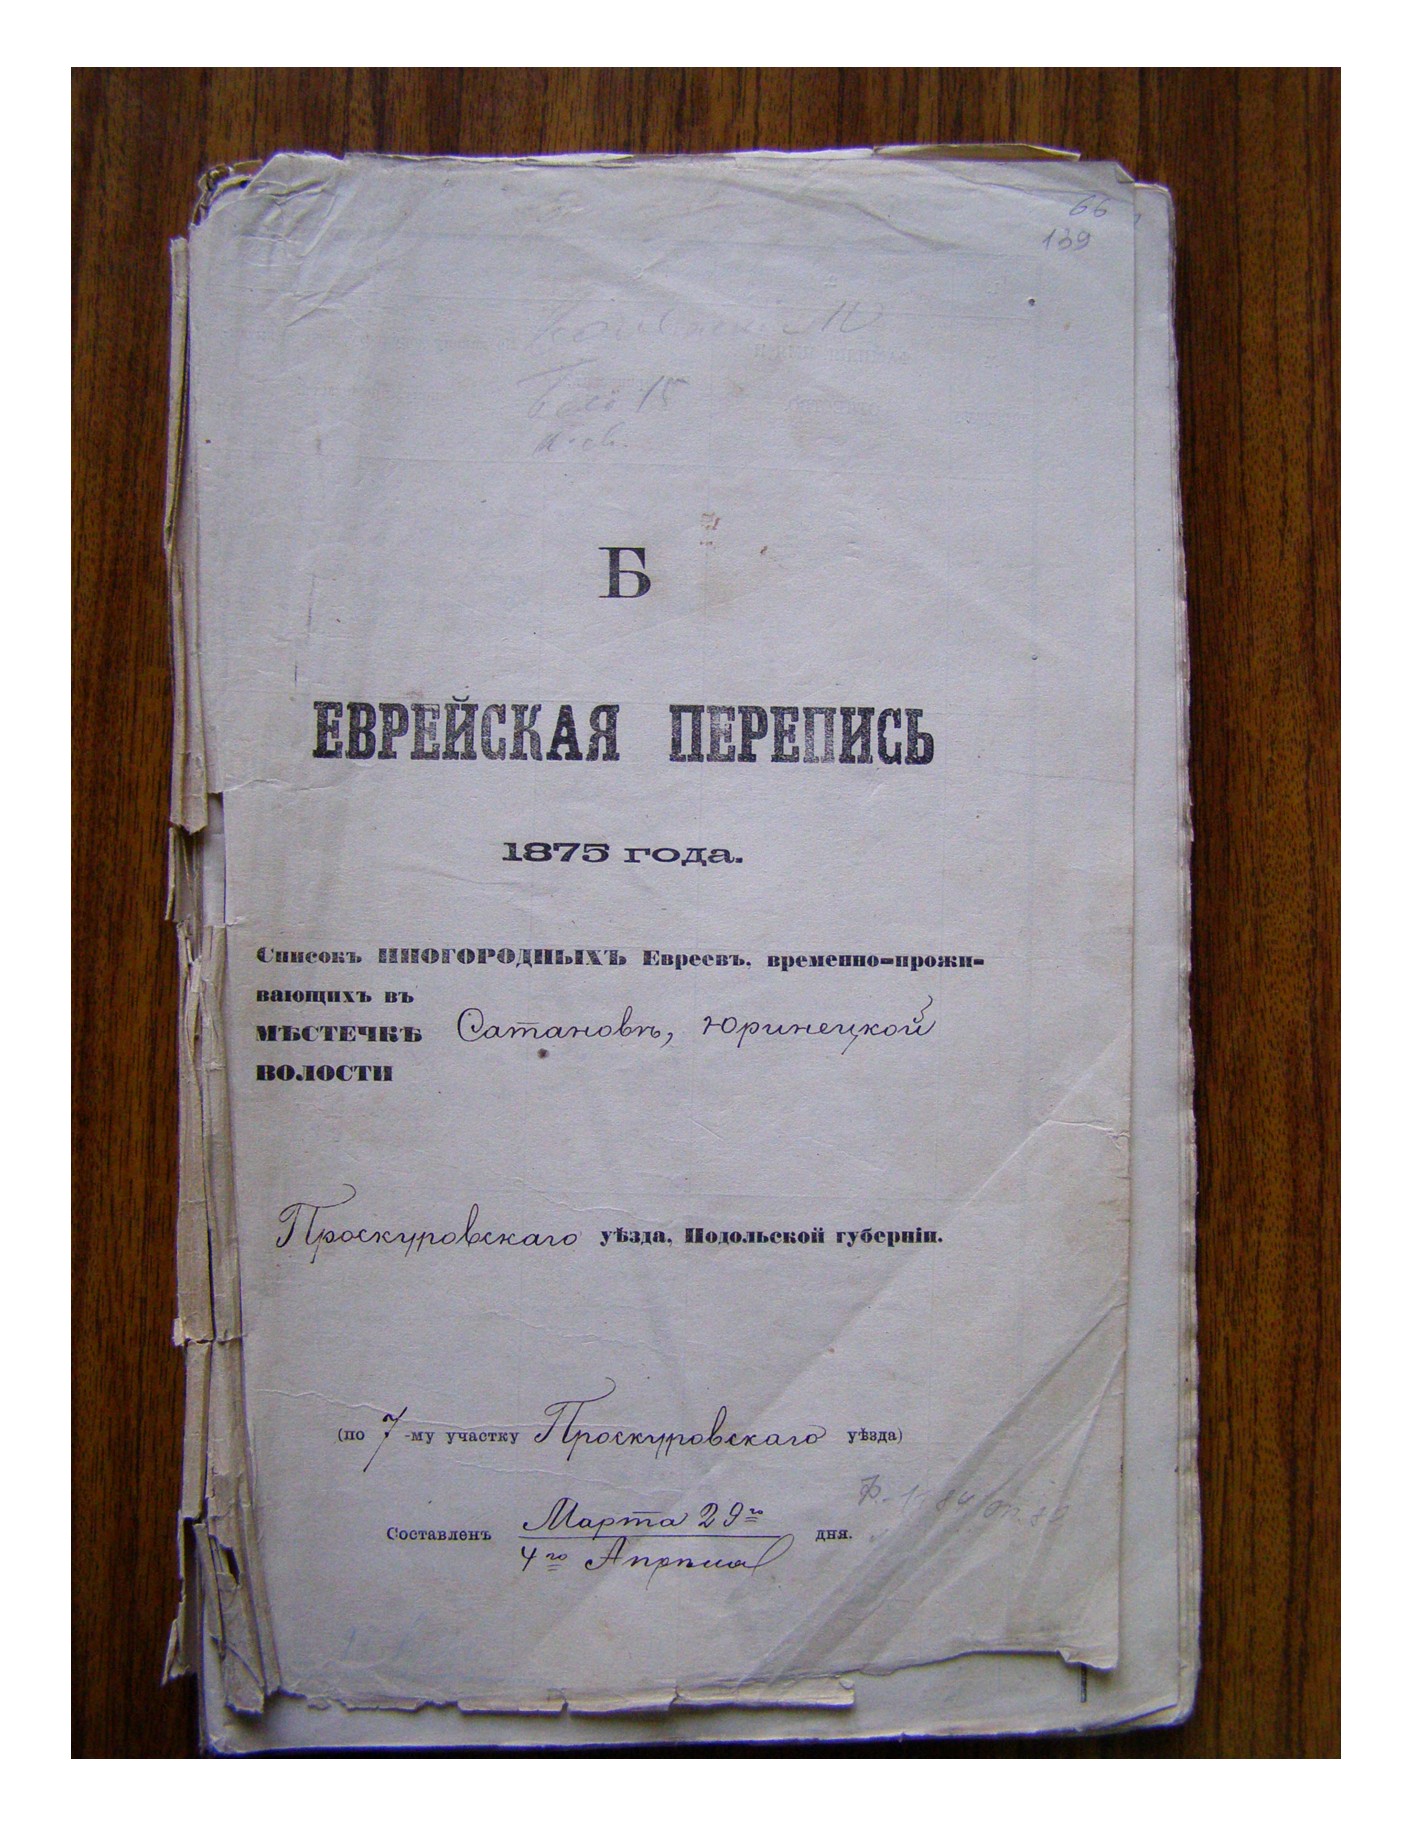 66
139
15
Б
ЕВРЕЙСКАЯ ПЕРЕПИСЬ
1875 года.
Списокъ ИНОГОРОДНЫХЪ Евреевъ, временно-прожи-
вающихъ въ
МѢСТЕЧКѢ Сатановѣ, Юринецкой
ВОЛОСТИ
Проскуровскаго уѣзда, Подольской губерніи.
(по 7-му участку Проскуровскаго уѣзда)
Составленъ Марта 29го дня.
4го Апрѣля